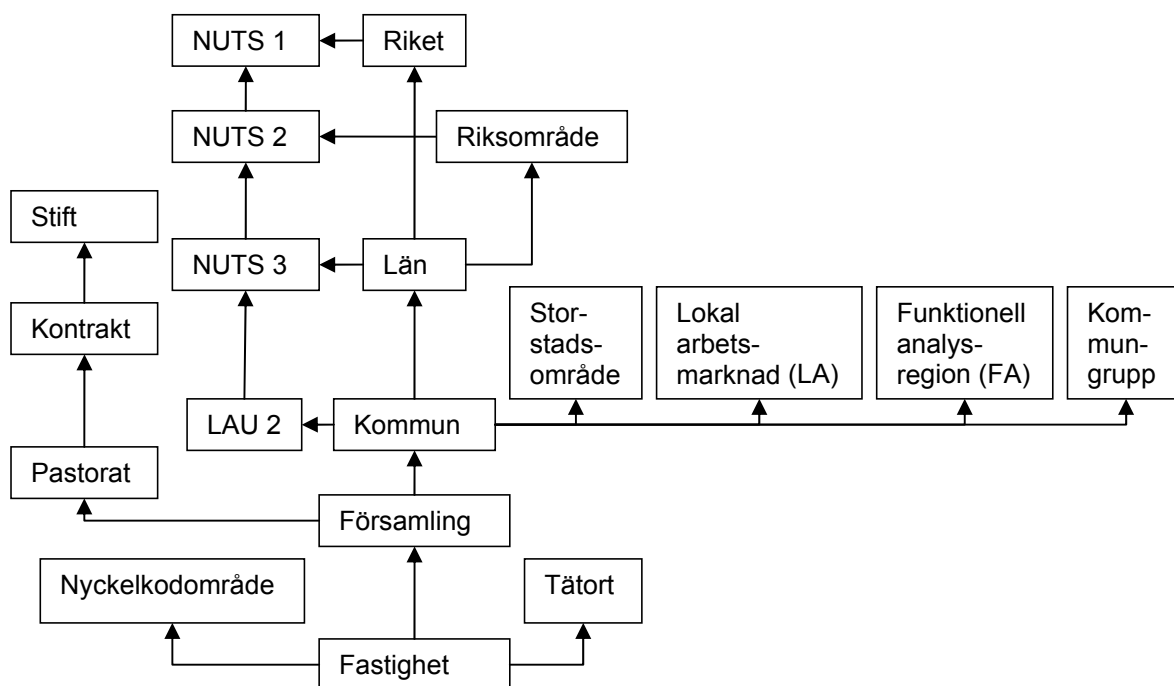 NUTS 1
Riket
NUTS 2
Riksområde
Stift
NUTS 3
Län
Kontrakt
Stor-
stads-
område
Lokal
arbets-
marknad (LA)
Funktionell
analys-
region (FA)
Kom-
mun-
grupp
LAU 2
Kommun
Pastorat
Församling
Nyckelkodområde
Tätort
Fastighet